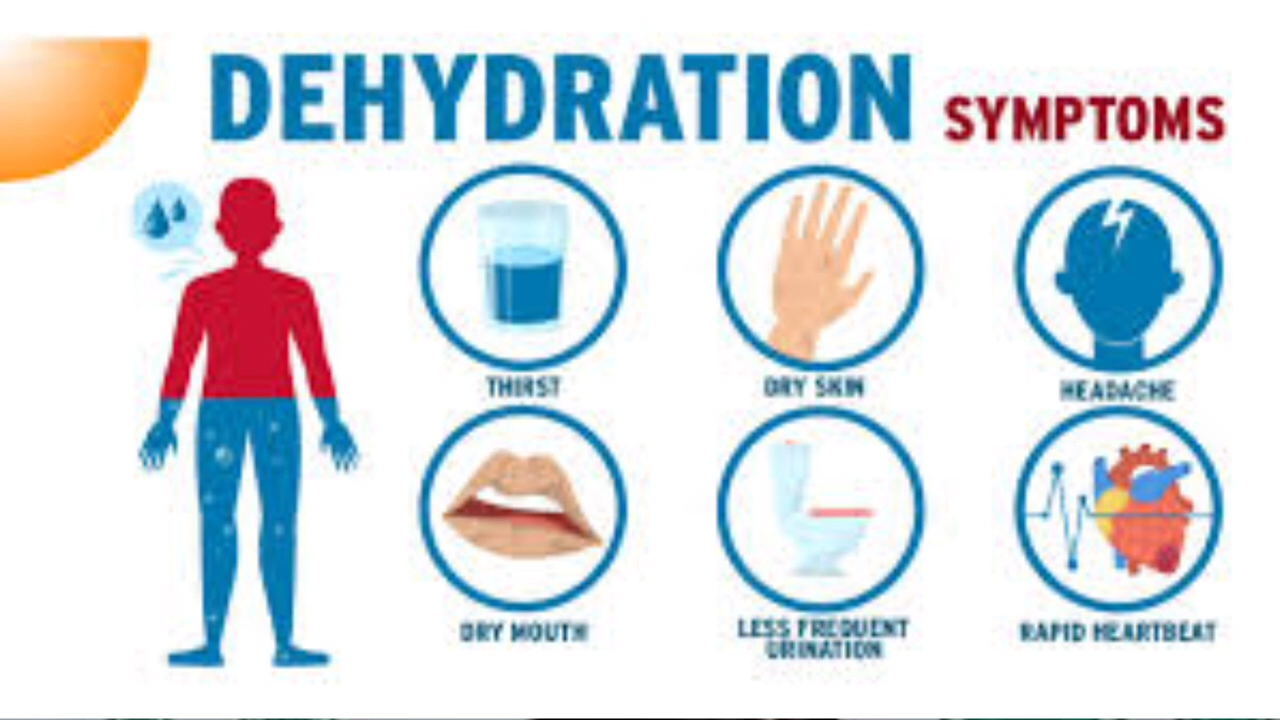 DEHYDRATION SYMPTOMS
THIRST
DRY SKIN
HEADACHE
DRY MOUTH
LESS FREQUENT
URINATION
RAPID HEARTBEAT